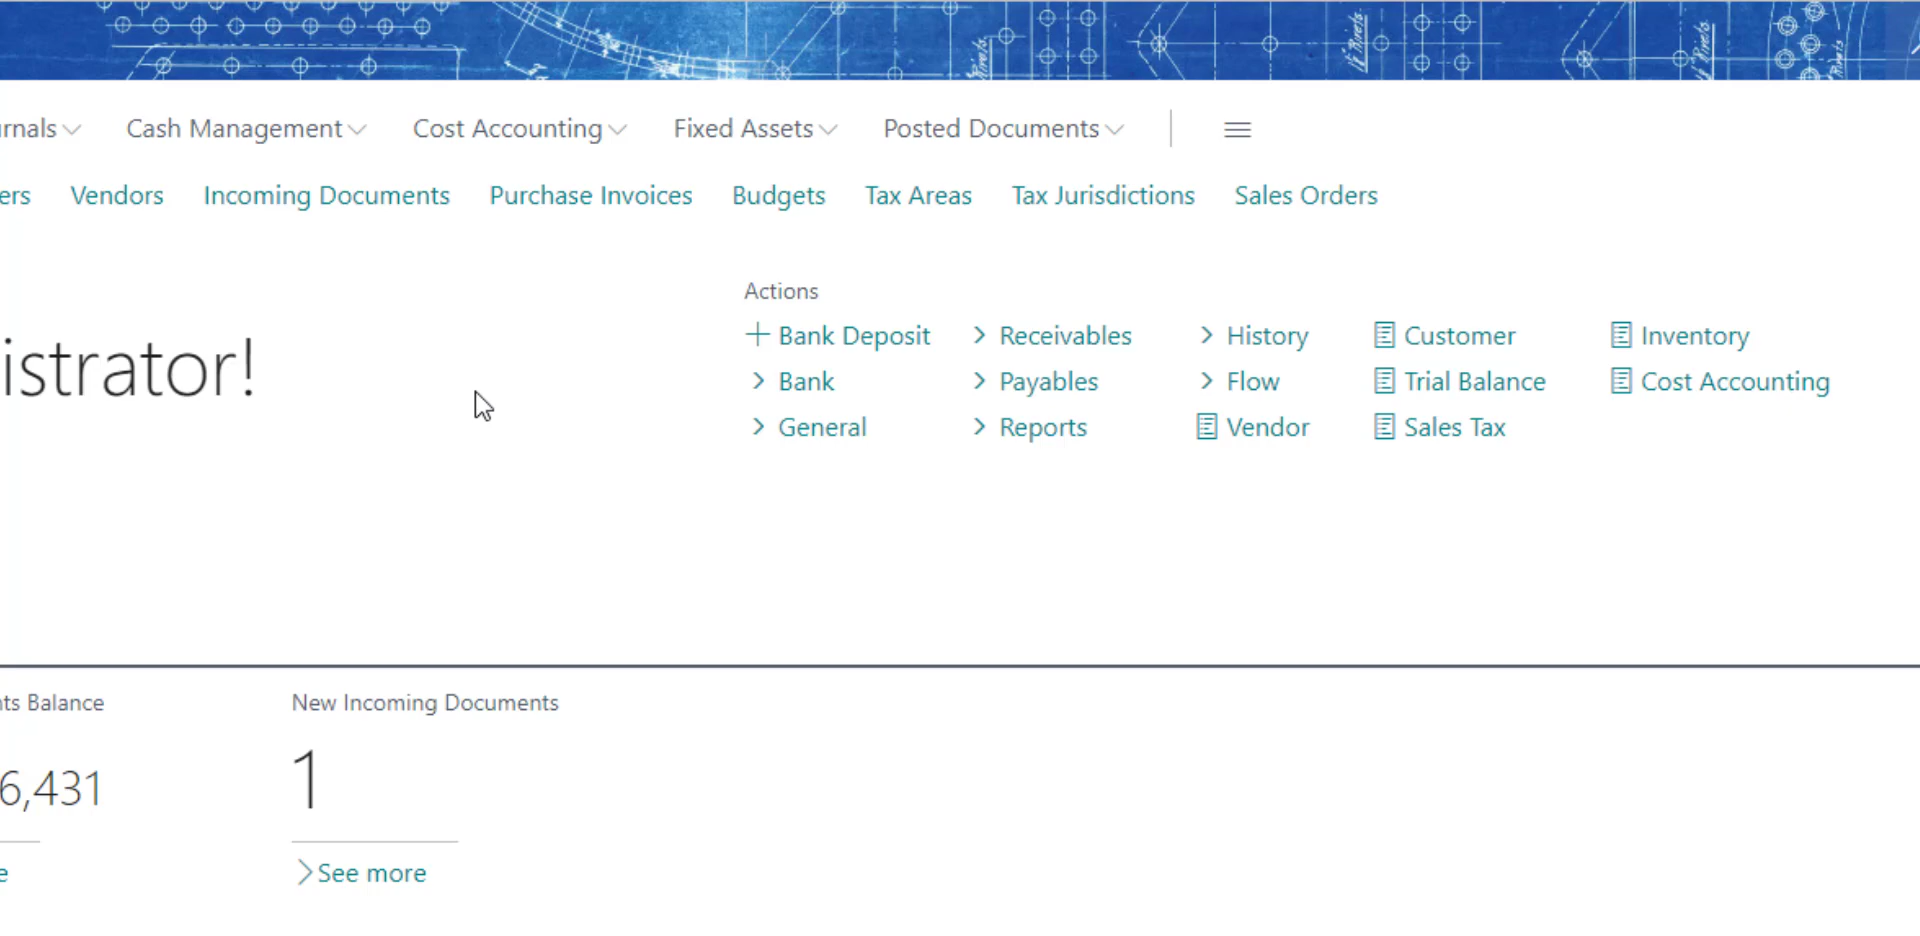 rnals Cash Management Cost Accounting Fixed Assets Posted Documents
ers Vendors Incoming Documents Purchase Invoices Budgets Tax Areas Tax Jurisdictions Sales Orders
Actions
Bank Deposit Receivables History Customer Inventory
istrator!
Bank Payables Flow Trial Balance Cost Accounting
General Reports Vendor Sales Tax
ts Balance New Incoming Documents
6,431 1
e See more